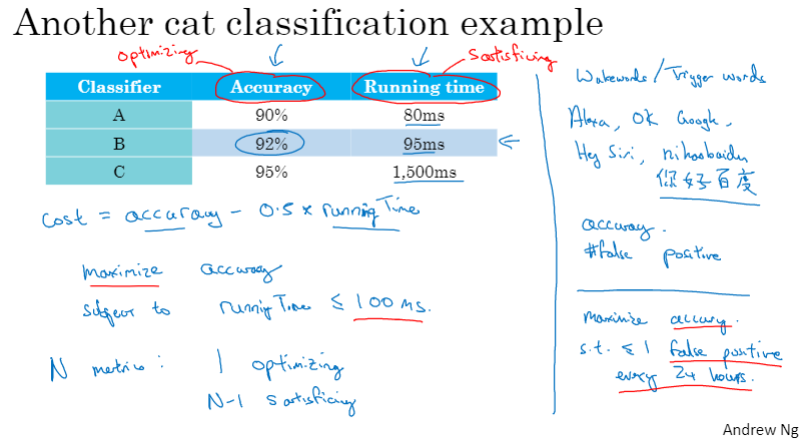 Another cat classification example
optimizing
satisficing
Classifier Accuracy Running time
A 90% 80ms
B 92% 95ms
C 95% 1,500ms
cost = accuracy - 0.5 x running Time
maximize accuracy
subject to running Time ≤ 100 ms.
N metrics: 1 optimizing
N-1 satisficing
Wakewords / Trigger words
Alexa, OK Google,
Hey Siri, nihaobaidu
你好百度
accuracy.
#false positive
Maximize accuracy.
s.t. ≤ 1 false positive
every 24 hours.
Andrew Ng